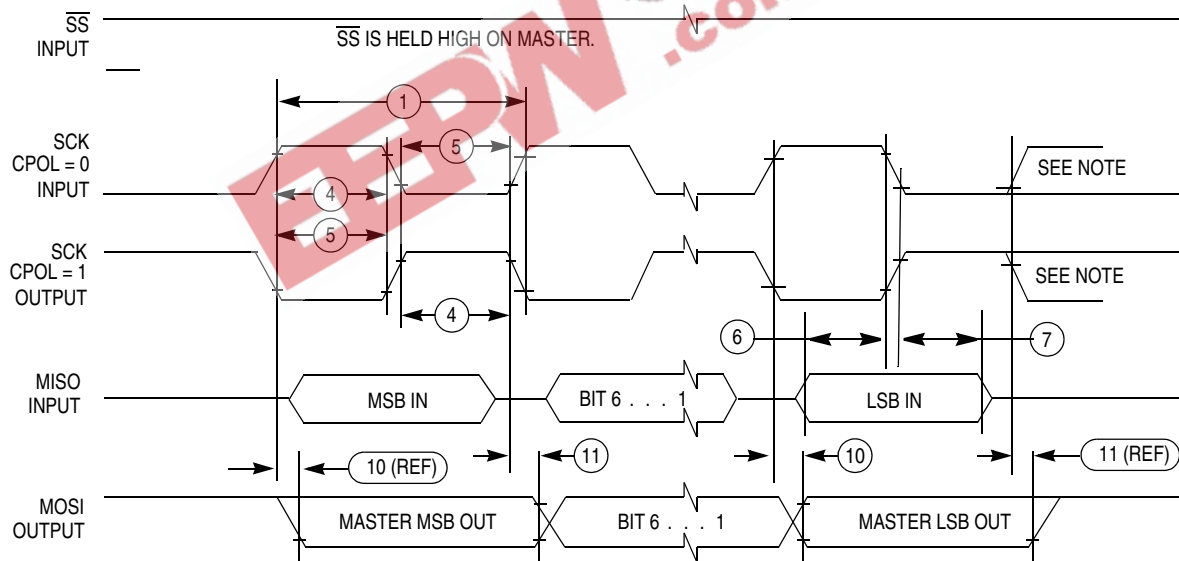 SS
INPUT
SS IS HELD HIGH ON MASTER.
EEPW .com
1
SCK
CPOL = 0
INPUT
5
SEE NOTE
4
5
SCK
CPOL = 1
OUTPUT
SEE NOTE
4
6
7
MISO
INPUT
MSB IN
BIT 6 . . . 1
LSB IN
10 (REF)
11
10
11 (REF)
MOSI
OUTPUT
MASTER MSB OUT
BIT 6 . . . 1
MASTER LSB OUT